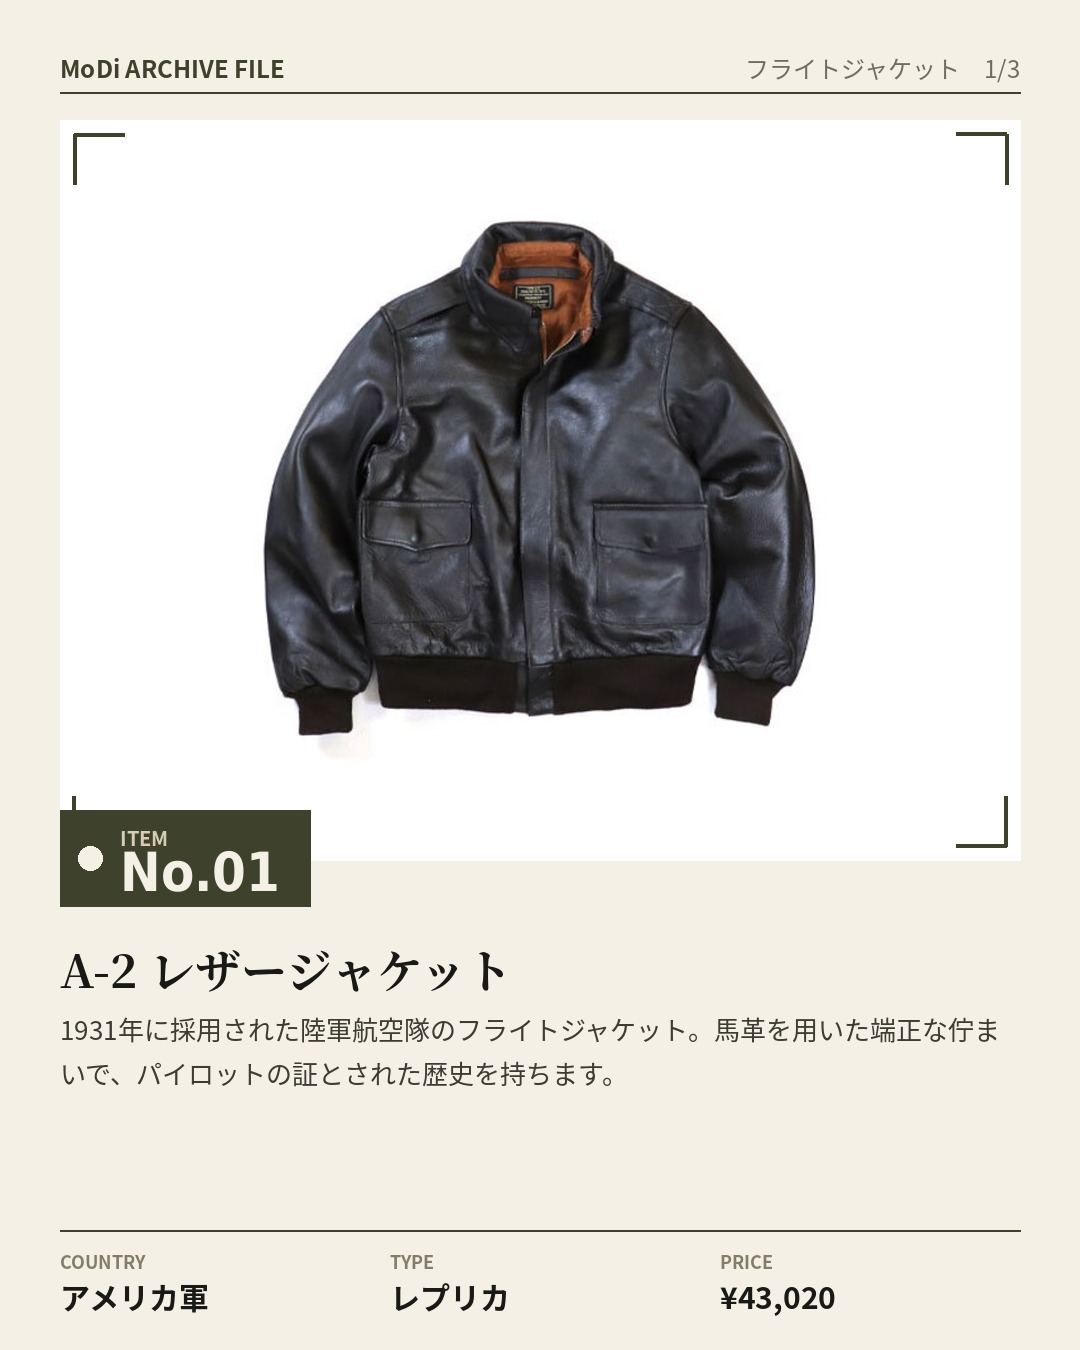 MoDi ARCHIVE FILE
フライトジャケット 1/3
ITEM
No.01
A-2 レザージャケット
1931年に採用された陸軍航空隊のフライトジャケット。馬革を用いた端正な佇ま
いで、パイロットの証とされた歴史を持ちます。
COUNTRY
アメリカ軍
TYPE
レプリカ
PRICE
¥43,020